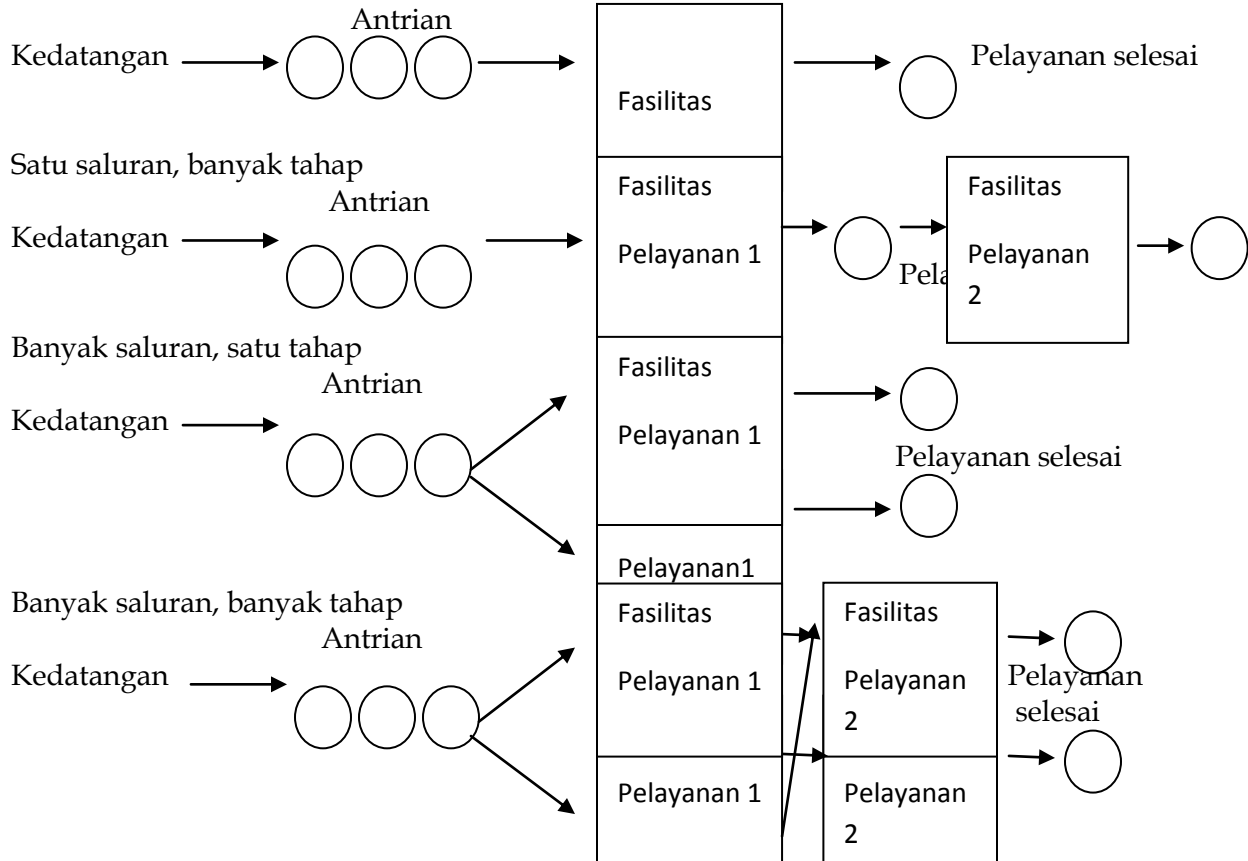 Antrian
Kedatangan
Pelayanan selesai
Fasilitas
Satu saluran, banyak tahap
Antrian
Kedatangan
Fasilitas
Pelayanan 1
Fasilitas
Pelayanan
2
Banyak saluran, satu tahap
Antrian
Kedatangan
Fasilitas
Pelayanan 1
Pelayanan selesai
Pelayanan1
Banyak saluran, banyak tahap
Antrian
Kedatangan
Fasilitas
Pelayanan 1
Fasilitas
Pelayanan
2
Pelayanan
selesai
Pelayanan 1
Pelayanan
2